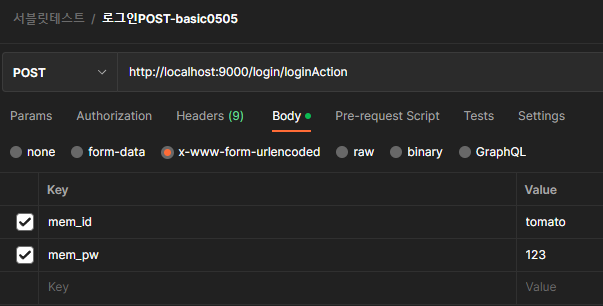 서블릿테스트 / 로그인POST-basic0505
POST http://localhost:9000/login/loginAction
Params Authorization Headers (9) Body Pre-request Script Tests Settings
none form-data x-www-form-urlencoded raw binary GraphQL
Key Value
mem_id tomato
mem_pw 123
Key Value